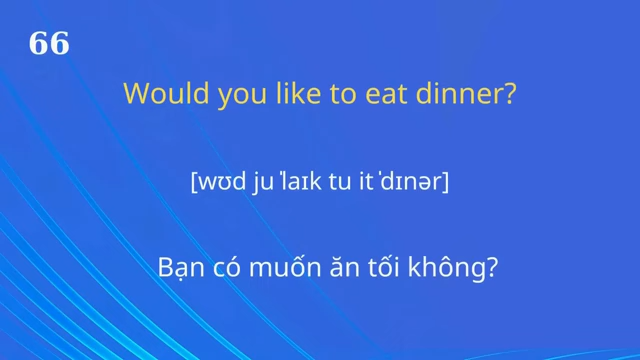 66
Would you like to eat dinner?
[wʊd ju ˈlaɪk tu it ˈdɪnər]
Bạn có muốn ăn tối không?